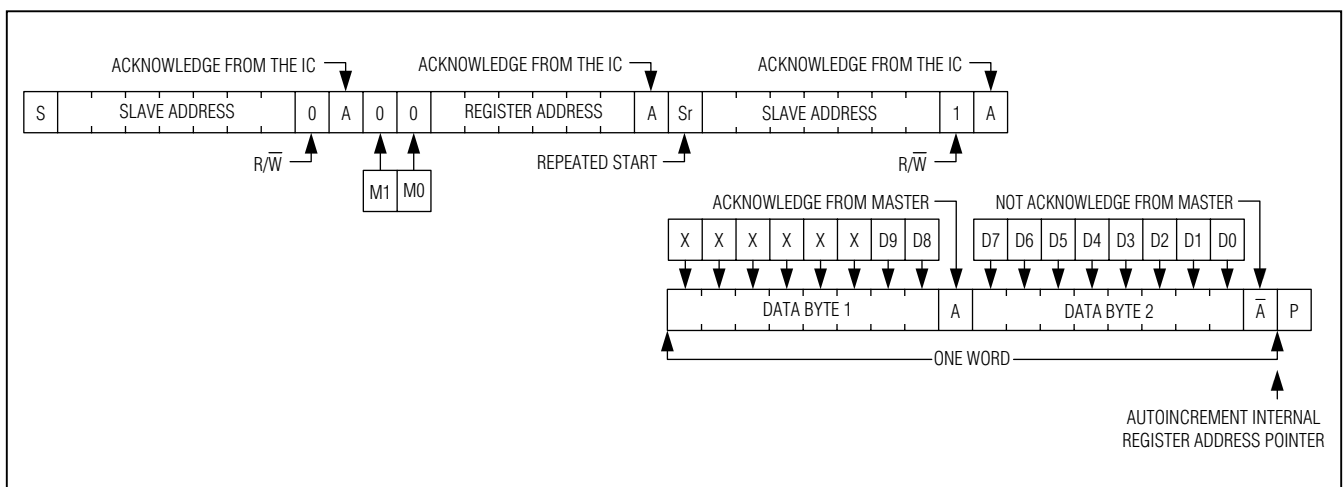 ACKNOWLEDGE FROM THE IC ACKNOWLEDGE FROM THE IC ACKNOWLEDGE FROM THE IC
S SLAVE ADDRESS 0 A 0 0 REGISTER ADDRESS A Sr SLAVE ADDRESS 1 A
R/W̅ REPEATED START R/W̅
M1 M0
ACKNOWLEDGE FROM MASTER NOT ACKNOWLEDGE FROM MASTER
X X X X X X D9 D8 D7 D6 D5 D4 D3 D2 D1 D0
DATA BYTE 1 A DATA BYTE 2 A̅ P
ONE WORD
AUTOINCREMENT INTERNAL
REGISTER ADDRESS POINTER